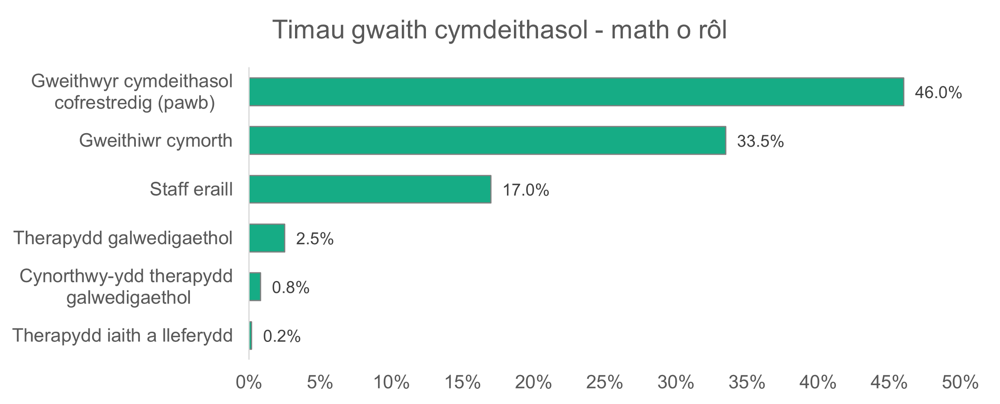 Timau gwaith cymdeithasol - math o rôl
Gweithwyr cymdeithasol
cofrestredig (pawb)
46.0%
Gweithiwr cymorth
33.5%
Staff eraill
17.0%
Therapydd galwedigaethol
2.5%
Cynorthwy-ydd therapydd
galwedigaethol
0.8%
Therapydd iaith a lleferydd
0.2%
0% 5% 10% 15% 20% 25% 30% 35% 40% 45% 50%